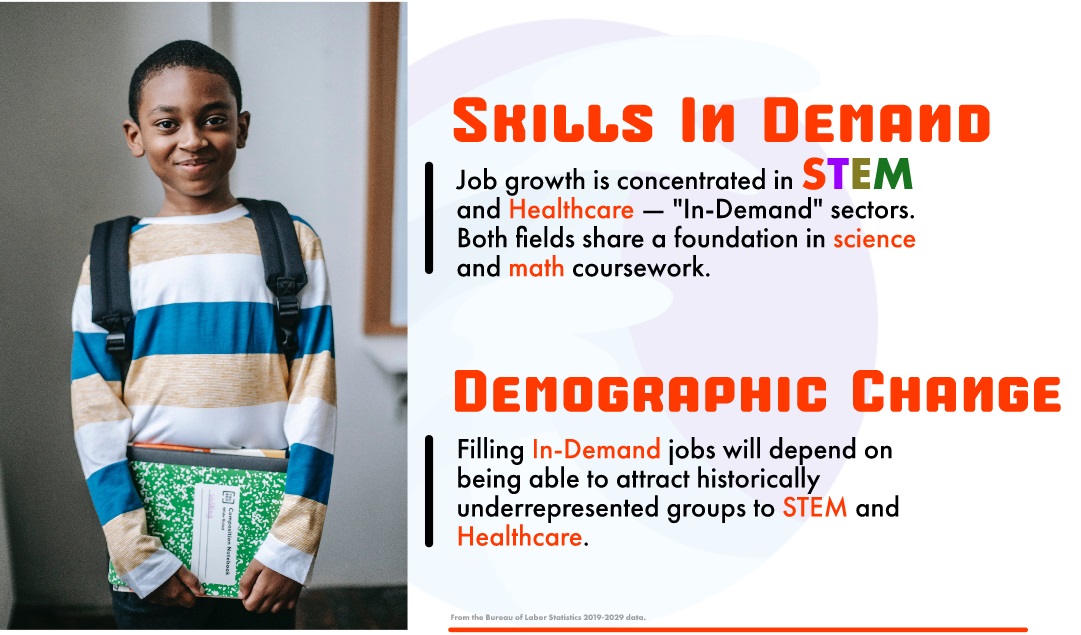 Skills In Demand
Job growth is concentrated in STEM
and Healthcare — "In-Demand" sectors.
Both fields share a foundation in science
and math coursework.
Demographic Change
Filling In-Demand jobs will depend on
being able to attract historically
underrepresented groups to STEM and
Healthcare.
Composition Notebook
Wide Ruled
From the Bureau of Labor Statistics 2019-2029 data.